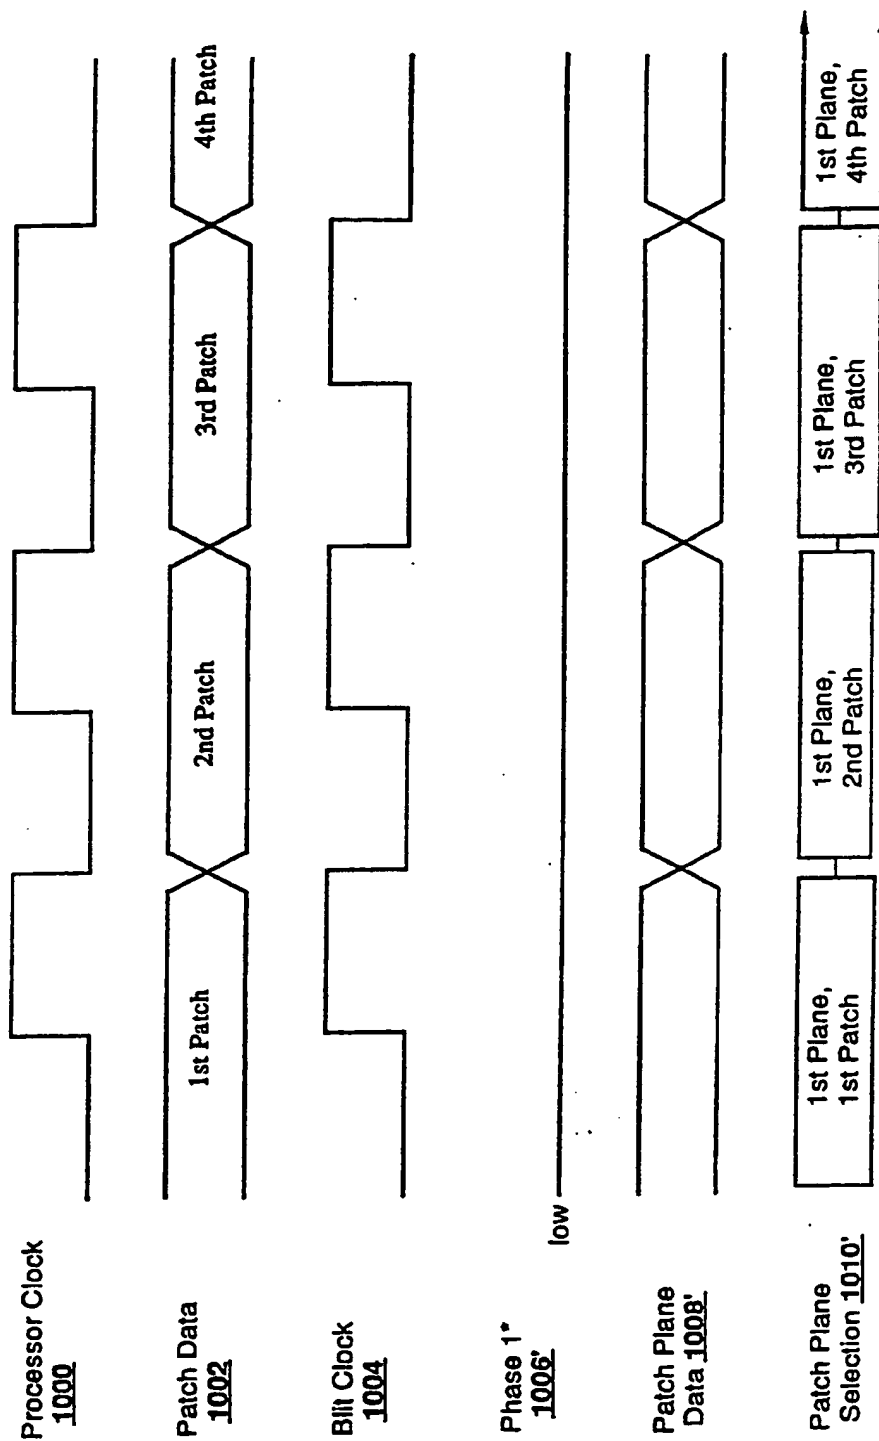 Processor Clock
1000
Patch Data
1002
1st Patch
2nd Patch
3rd Patch
4th Patch
Blit Clock
1004
Phase 1*
1006'
low
Patch Plane
Data 1008'
Patch Plane
Selection 1010'
1st Plane,
1st Patch
1st Plane,
2nd Patch
1st Plane,
3rd Patch
1st Plane,
4th Patch